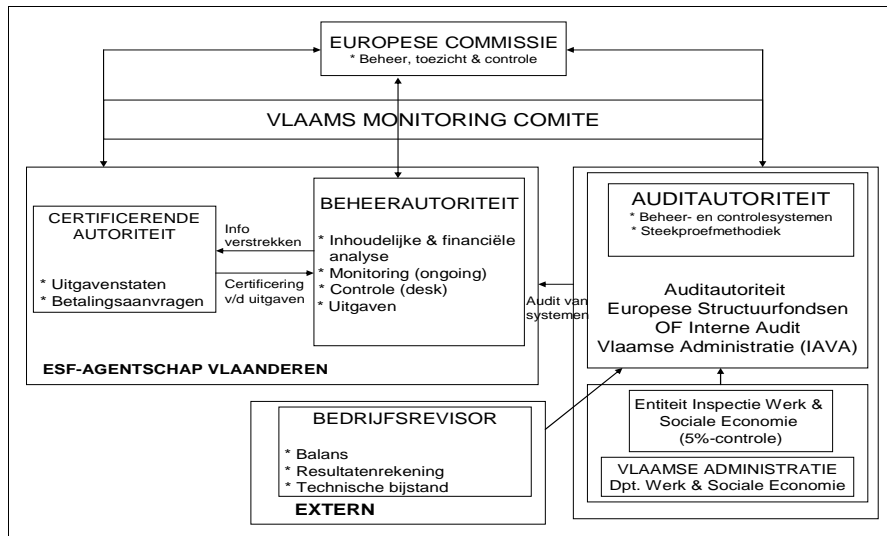 EUROPESE COMMISSIE
* Beheer, toezicht & controle
VLAAMS MONITORING COMITE
CERTIFICERENDE
AUTORITEIT
* Uitgavenstaten
* Betalingsaanvragen
Info
verstrekken
Certificering
v/d uitgaven
BEHEERAUTORITEIT
* Inhoudelijke & financiële
analyse
* Monitoring (ongoing)
* Controle (desk)
* Uitgaven
ESF-AGENTSCHAP VLAANDEREN
Audit van
systemen
AUDITAUTORITEIT
* Beheer- en controlesystemen
* Steekproefmethodiek
Auditautoriteit
Europese Structuurfondsen
OF Interne Audit
Vlaamse Administratie (IAVA)
Entiteit Inspectie Werk &
Sociale Economie
(5%-controle)
VLAAMSE ADMINISTRATIE
Dpt. Werk & Sociale Economie
BEDRIJFSREVISOR
* Balans
* Resultatenrekening
* Technische bijstand
EXTERN